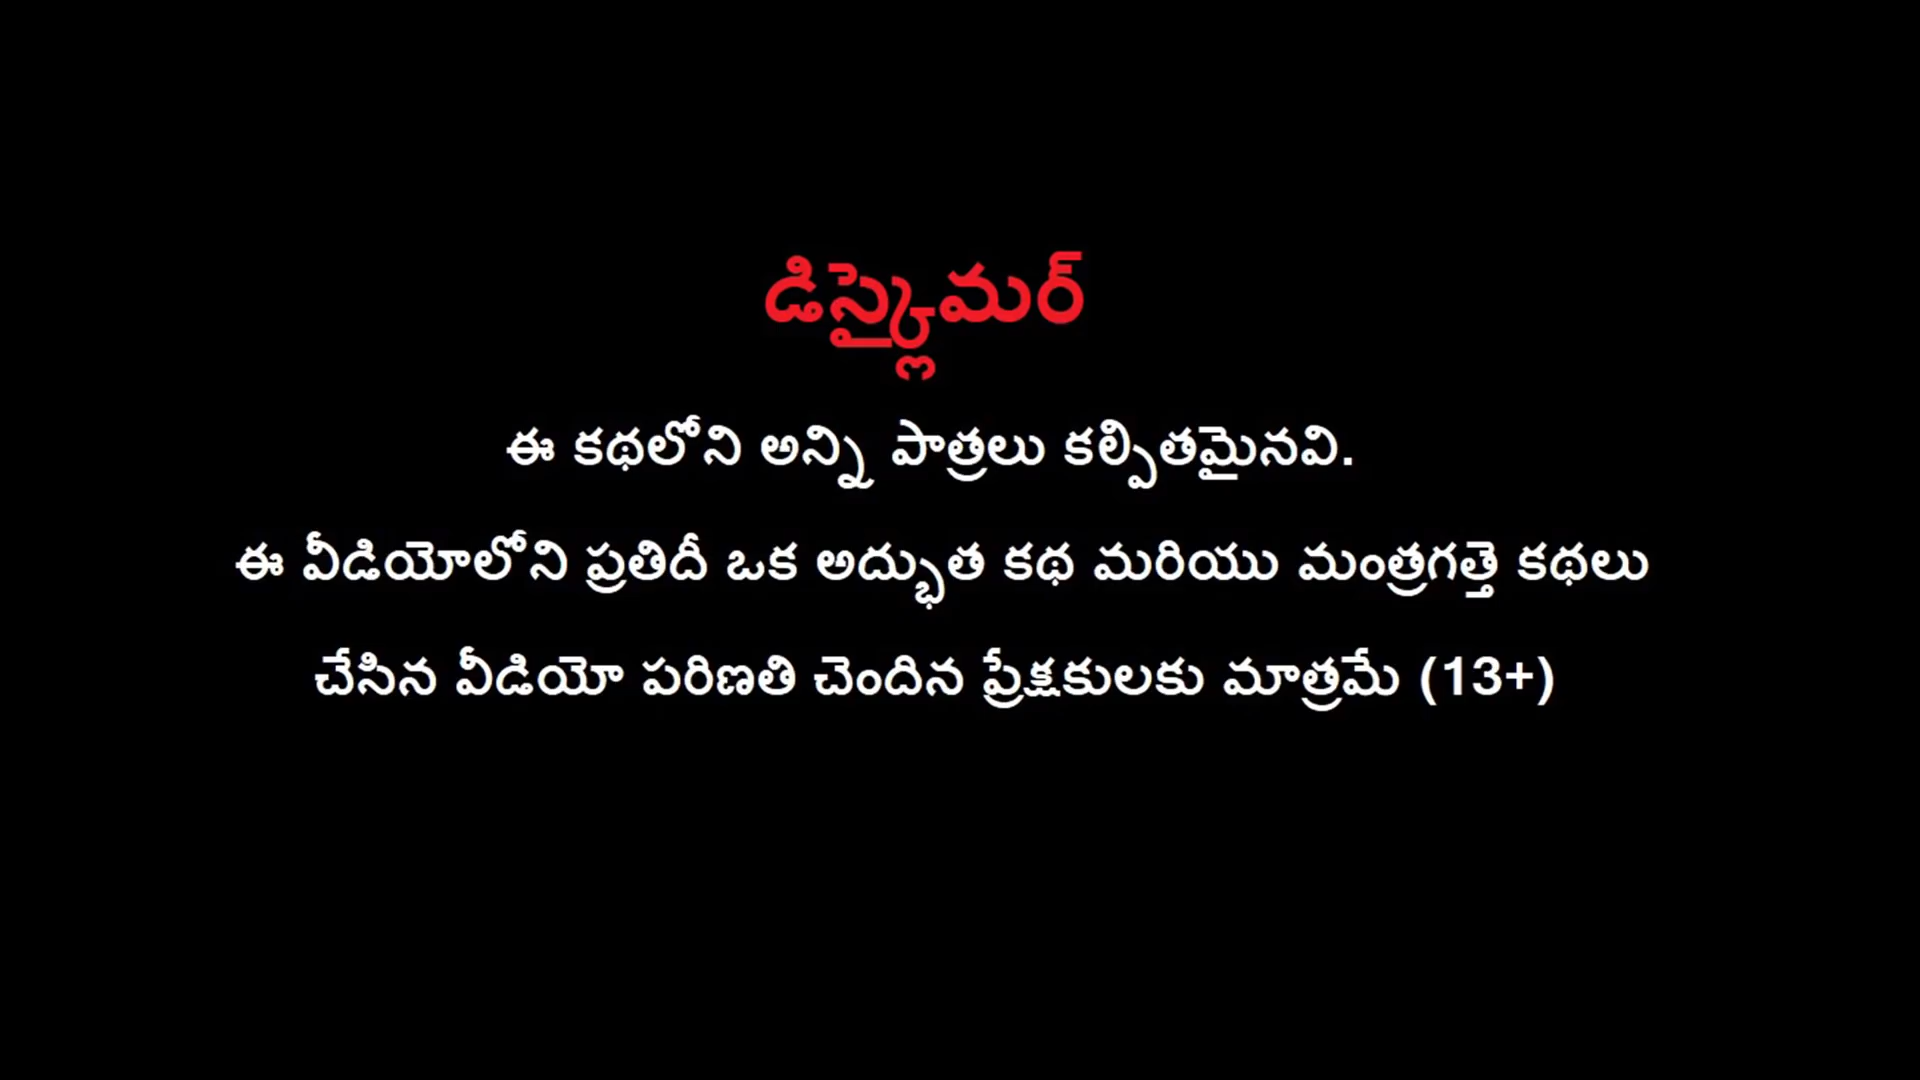 డిస్క్లైమర్
ఈ కథలోని అన్ని పాత్రలు కల్పితమైనవి.
ఈ వీడియోలోని ప్రతిదీ ఒక అద్భుత కథ మరియు మంత్రగత్తె కథలు
చేసిన వీడియో పరిణతి చెందిన ప్రేక్షకులకు మాత్రమే (13+)